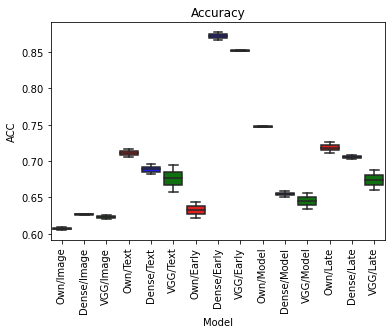 Accuracy
ACC
0.85
0.80
0.75
0.70
0.65
0.60
Own/Image
Dense/Image
VGG/Image
Own/Text
Dense/Text
VGG/Text
Own/Early
Dense/Early
VGG/Early
Own/Model
Dense/Model
VGG/Model
Own/Late
Dense/Late
VGG/Late
Model